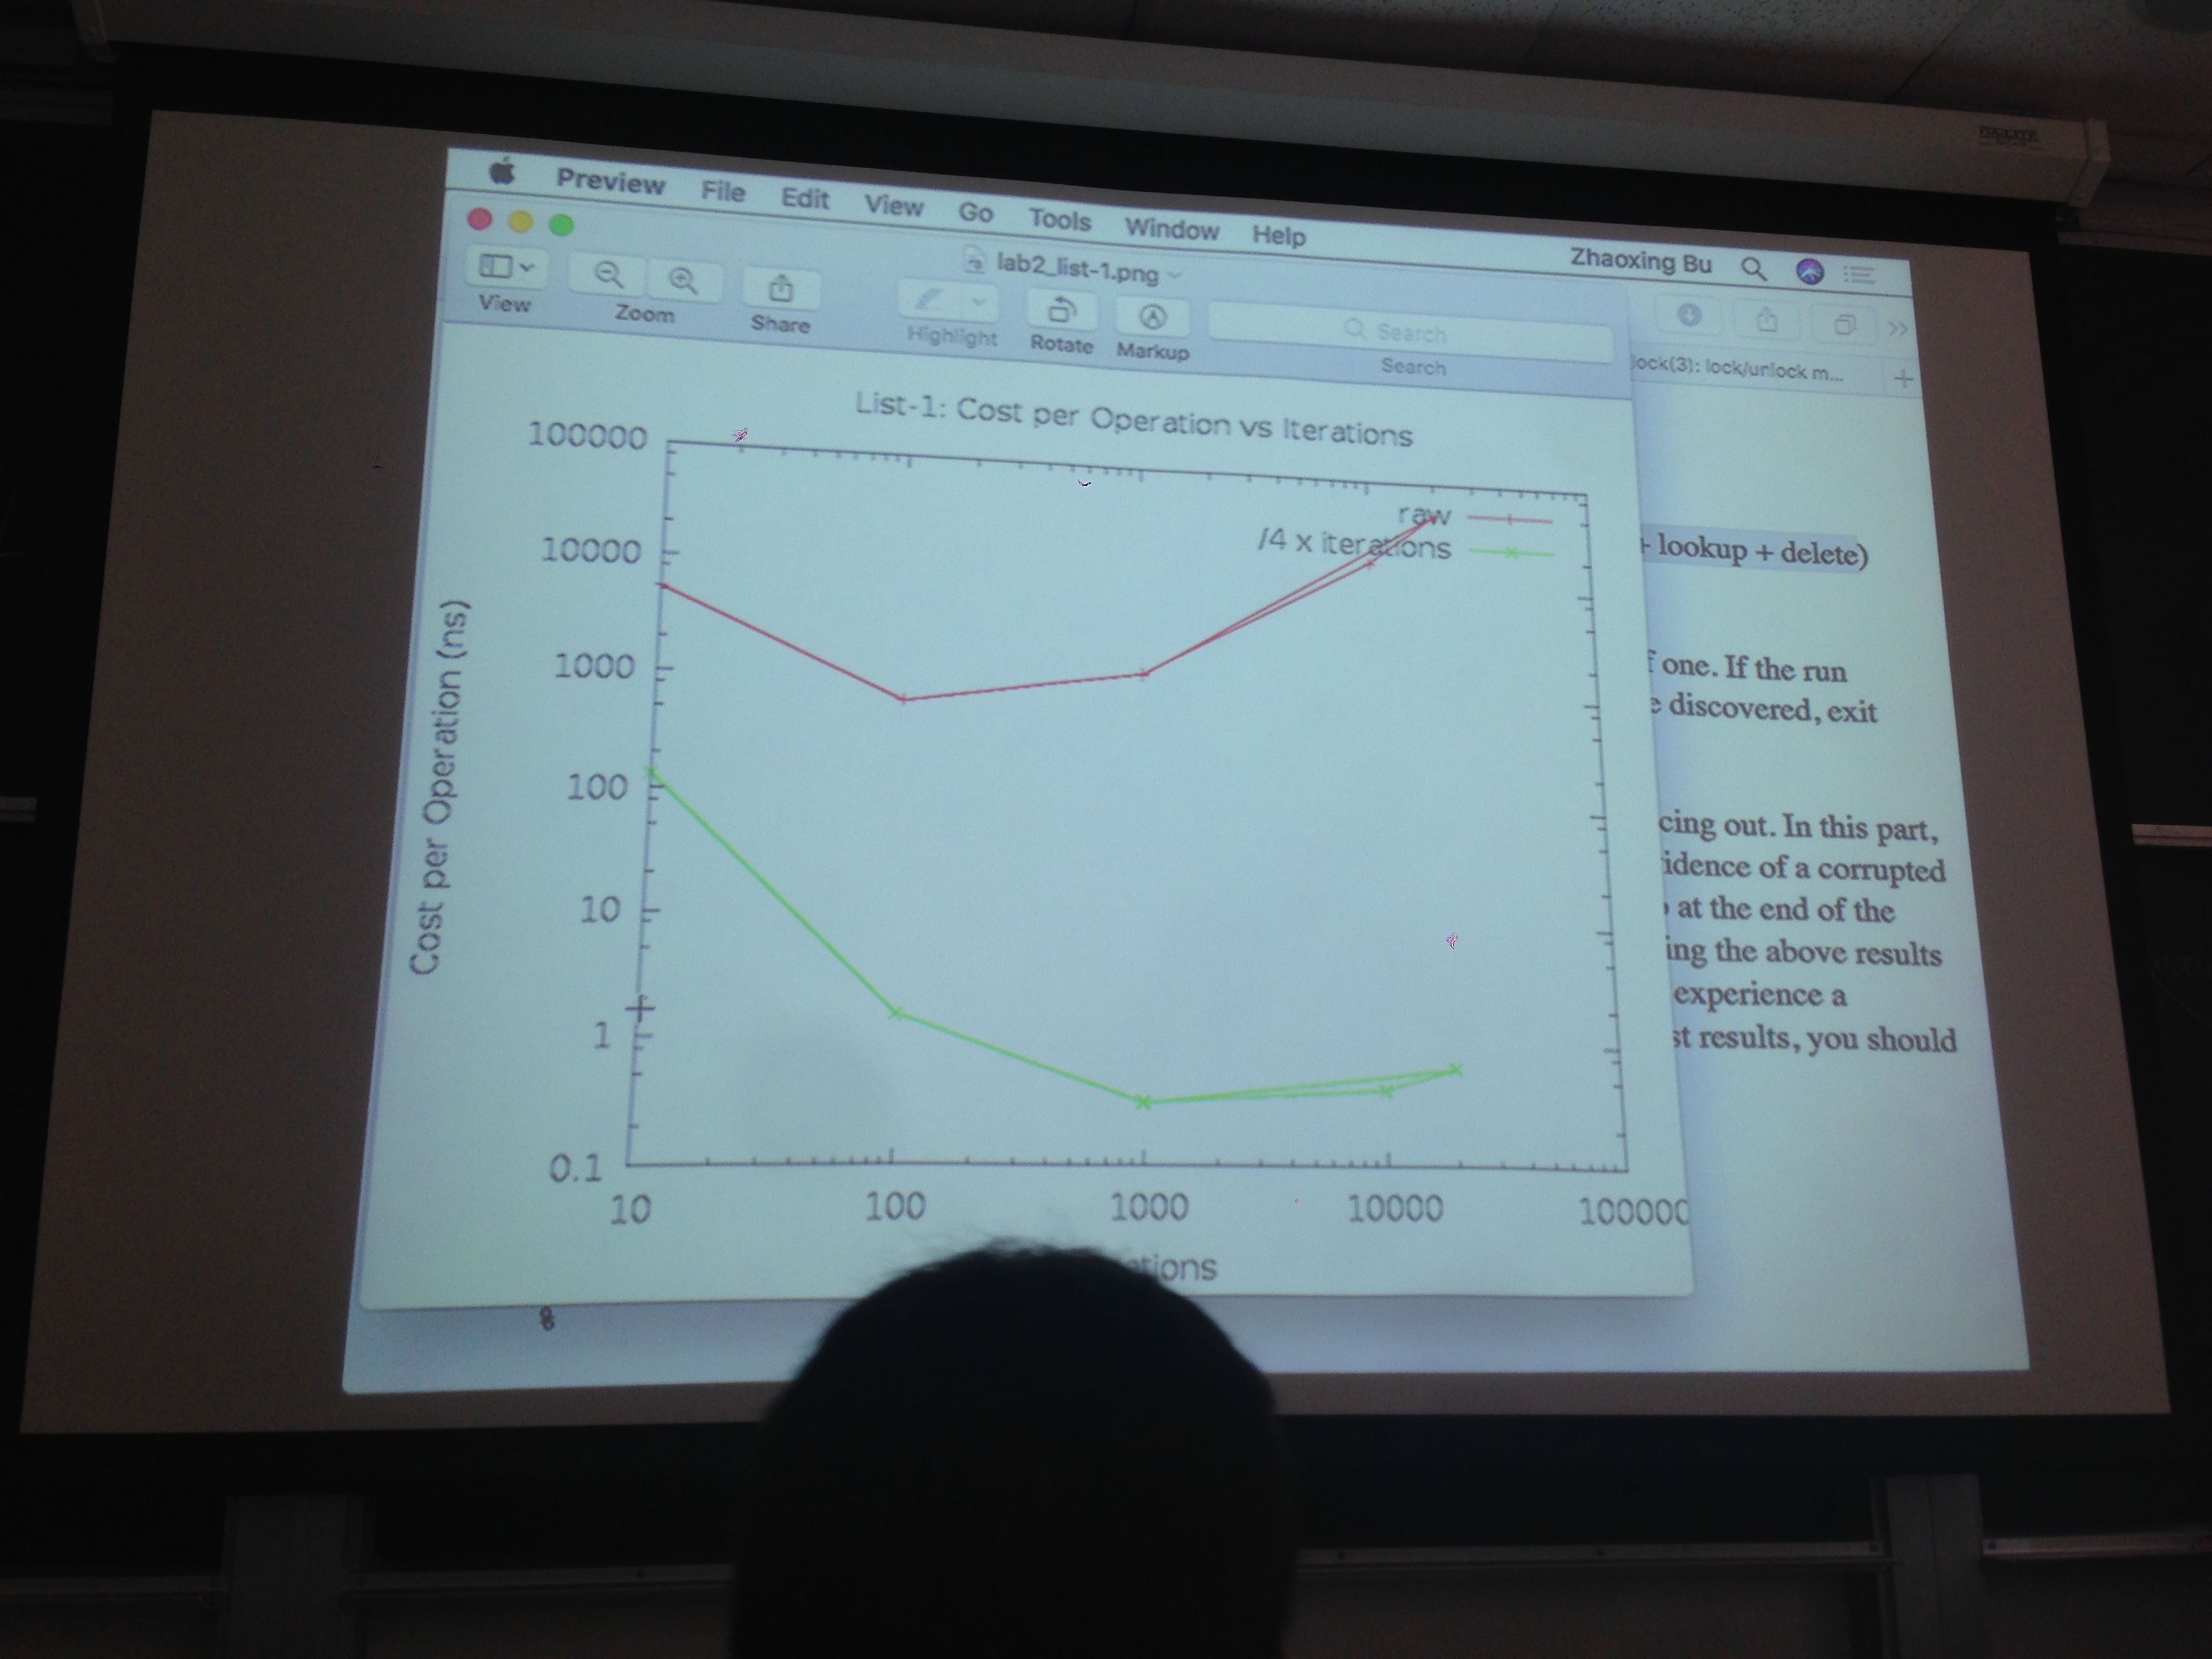 Preview File Edit View Go Tools Window Help
Zhaoxing Bu
lab2_list-1.png
View
Zoom
Share
Highlight
Rotate
Markup
Search
Search
lock(3): lock/unlock m...
List-1: Cost per Operation vs Iterations
100000
10000
1000
100
10
1
0.1
Cost per Operation (ns)
raw
/4 x iterations
10 100 1000 10000 100000
ations
+ lookup + delete)
f one. If the run
e discovered, exit
cing out. In this part,
idence of a corrupted
at the end of the
ing the above results
experience a
st results, you should